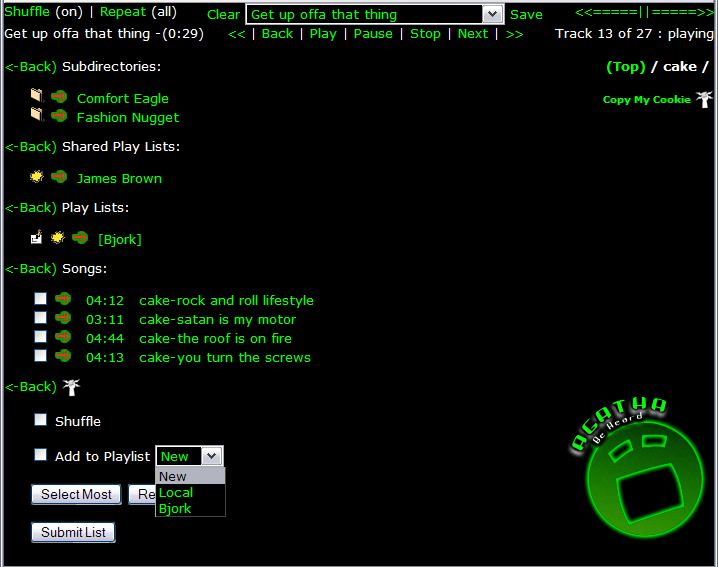 Shuffle (on) | Repeat (all) Clear Get up offa that thing Save <<=====||=====>>
Get up offa that thing -(0:29) << | Back | Play | Pause | Stop | Next | >> Track 13 of 27 : playing
<-Back) Subdirectories: (Top) / cake /
Comfort Eagle Copy My Cookie
Fashion Nugget
<-Back) Shared Play Lists:
James Brown
<-Back) Play Lists:
[Bjork]
<-Back) Songs:
04:12 cake-rock and roll lifestyle
03:11 cake-satan is my motor
04:44 cake-the roof is on fire
04:13 cake-you turn the screws
<-Back)
Shuffle
Add to Playlist New
New
Local
Bjork
Select Most Re
Submit List
AGATHA
Be Heard